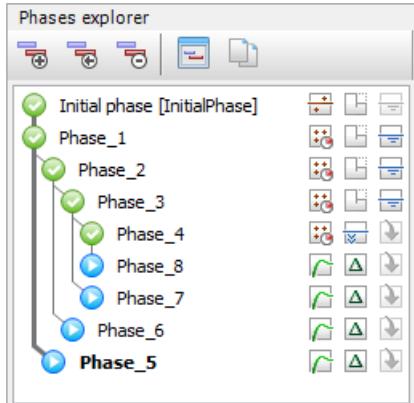 Phases explorer
Initial phase [InitialPhase]
Phase_1
Phase_2
Phase_3
Phase_4
Phase_8
Phase_7
Phase_6
Phase_5